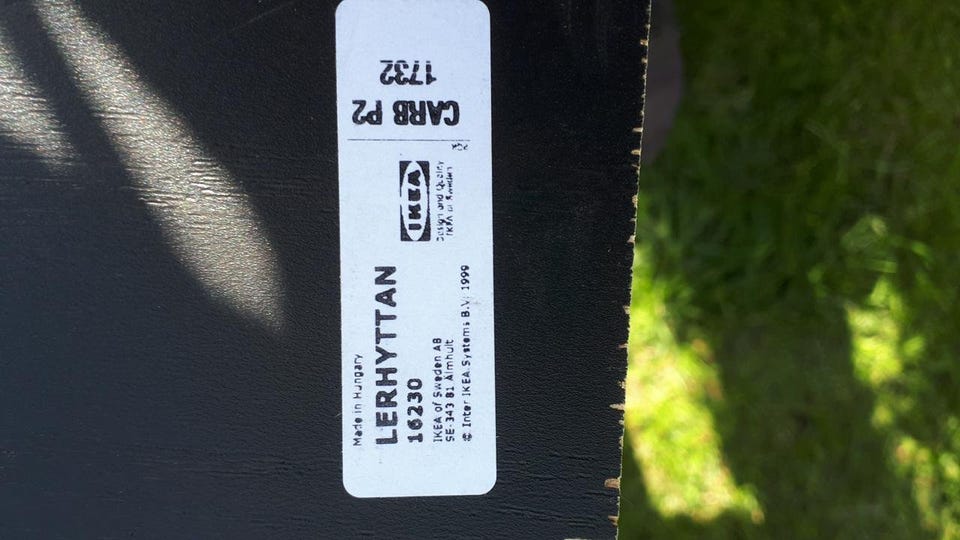 Made in Hungary
LERHYTTAN
16230
IKEA of Sweden AB
SE-343 81 Älmhult
© Inter IKEA Systems B.V. 1999
IKEA
Design and Quality
IKEA of Sweden
CARB P2
1732